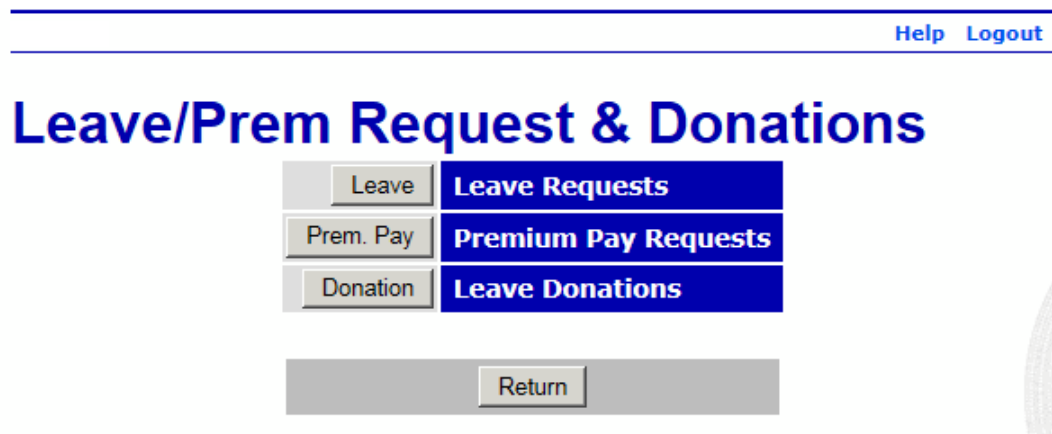 Help Logout
Leave/Prem Request & Donations
Leave Leave Requests
Prem. Pay Premium Pay Requests
Donation Leave Donations
Return